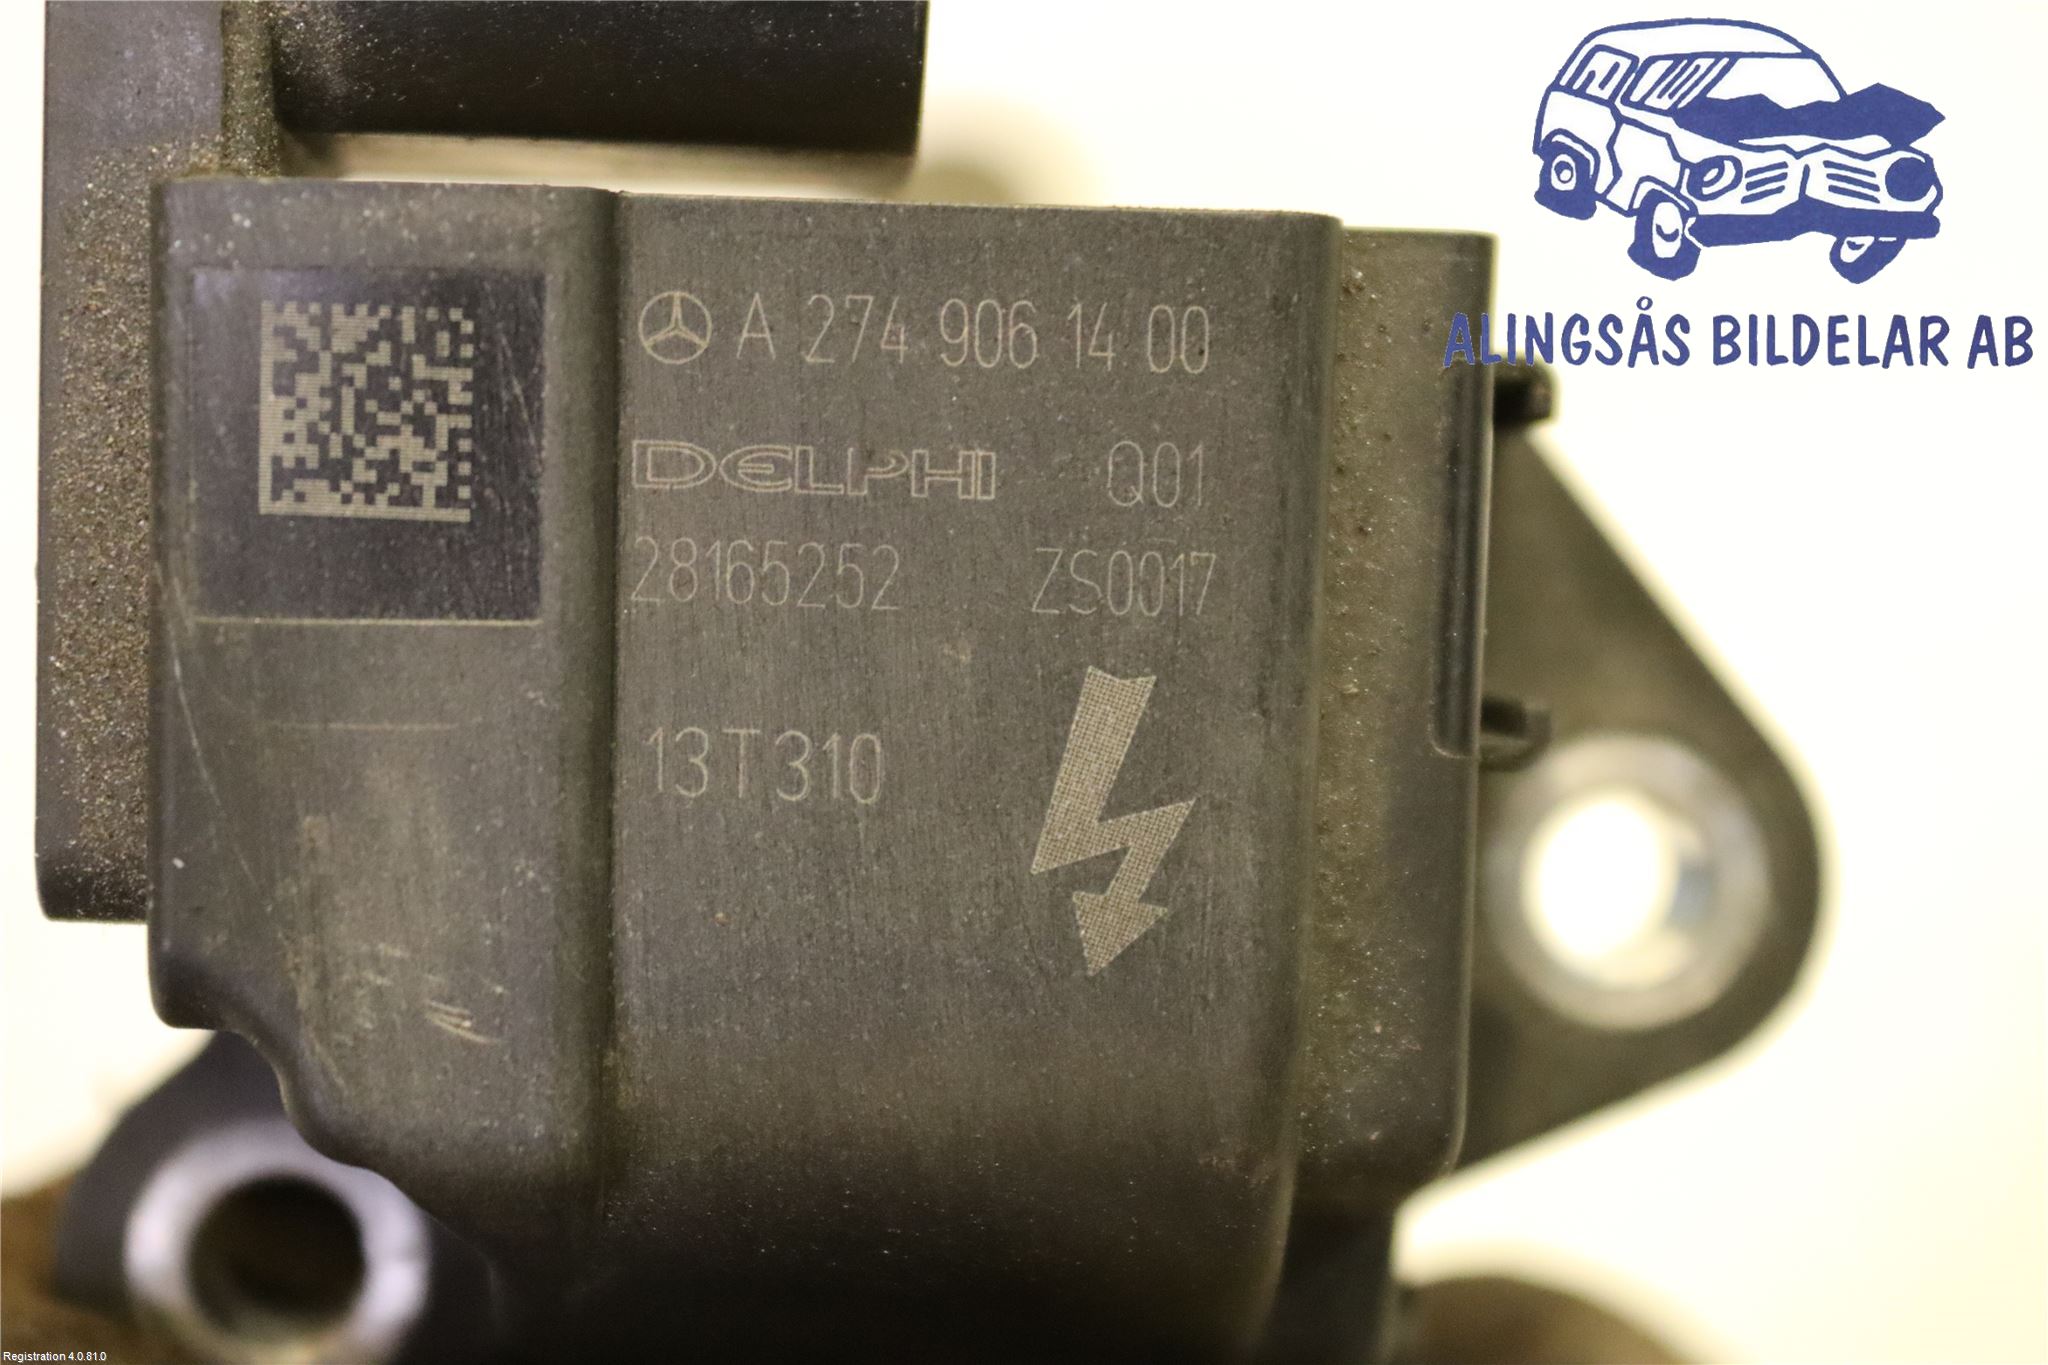 ALINGSÅS BILDELAR AB
A 274 906 14 00
DELPHI Q01
28165252 ZS0017
13T310
Registration 4.0.81.0